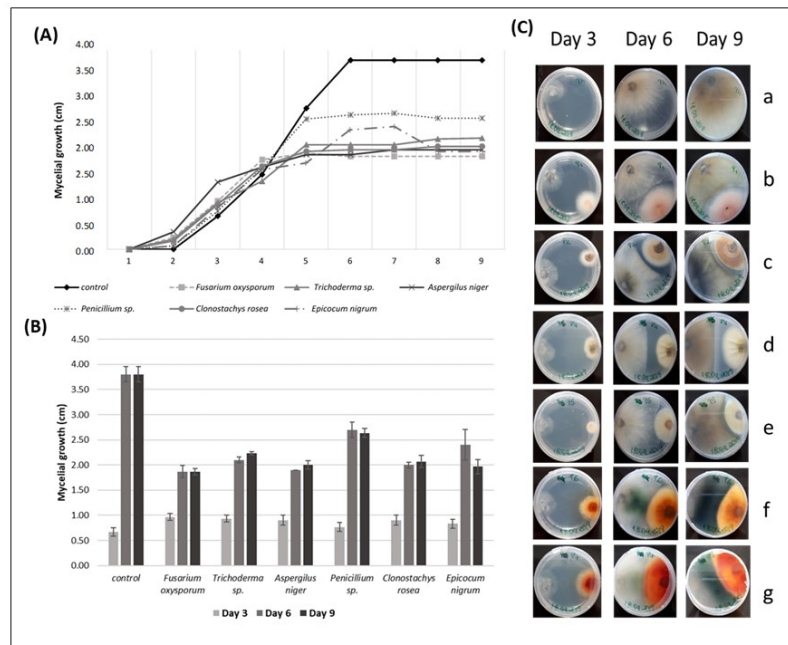 (A)
Mycelial growth (cm)
4.00
3.50
3.00
2.50
2.00
1.50
1.00
0.50
0.00
1 2 3 4 5 6 7 8 9
control Fusarium oxysporum Trichoderma sp. Aspergilus niger
Penicillium sp. Clonostachys rosea Epicocum nigrum
(B)
Mycelial growth (cm)
4.50
4.00
3.50
3.00
2.50
2.00
1.50
1.00
0.50
0.00
control Fusarium Trichoderma Aspergilus Penicillium sp. Clonostachys Epicocum
oxysporum sp. niger rosea nigrum
Day 3 Day 6 Day 9
(C)
Day 3 Day 6 Day 9
a
b
c
d
e
f
g